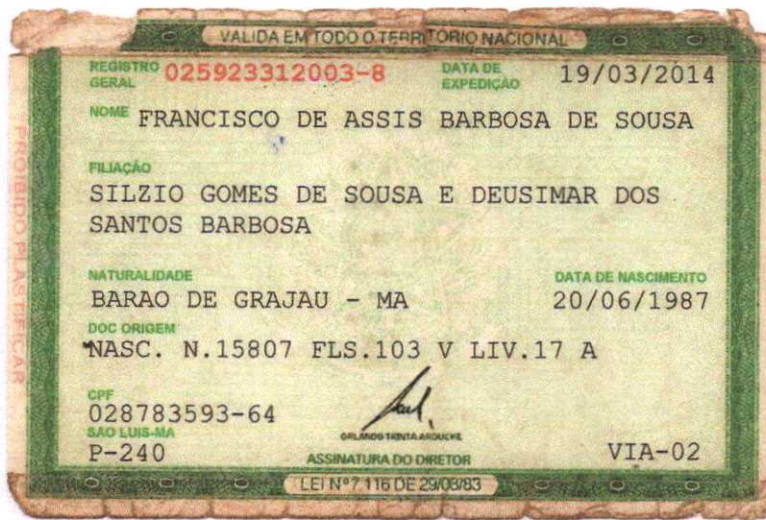 VALIDA EM TODO O TERRITORIO NACIONAL
REGISTRO GERAL 025923312003-8 DATA DE EXPEDIÇÃO 19/03/2014
NOME FRANCISCO DE ASSIS BARBOSA DE SOUSA
FILIAÇÃO
SILZIO GOMES DE SOUSA E DEUSIMAR DOS
SANTOS BARBOSA
NATURALIDADE DATA DE NASCIMENTO
BARAO DE GRAJAU - MA 20/06/1987
DOC ORIGEM
NASC. N.15807 FLS.103 V LIV.17 A
CPF
028783593-64
SAO LUIS-MA
P-240 ASSINATURA DO DIRETOR VIA-02
LEI Nº 7.116 DE 29/08/83
PROIBIDO PLASTIFICAR